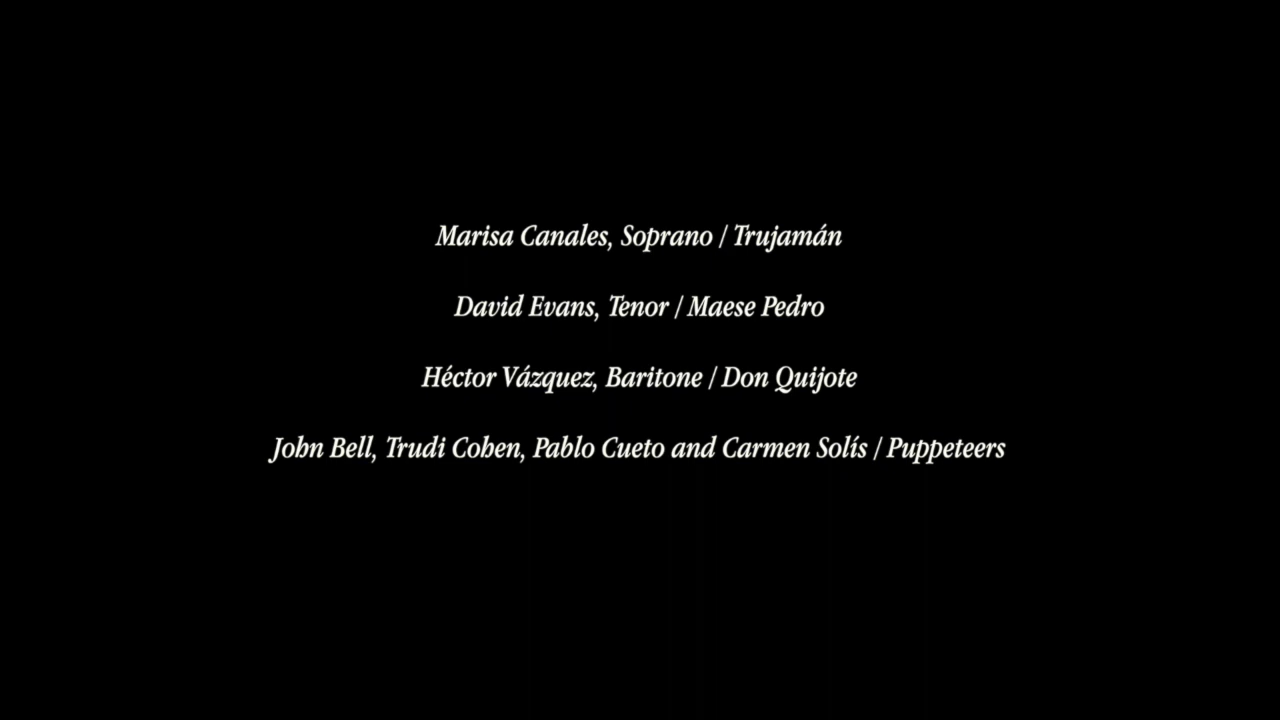 Marisa Canales, Soprano / Trujamán
David Evans, Tenor / Maese Pedro
Héctor Vázquez, Baritone / Don Quijote
John Bell, Trudi Cohen, Pablo Cueto and Carmen Solís / Puppeteers